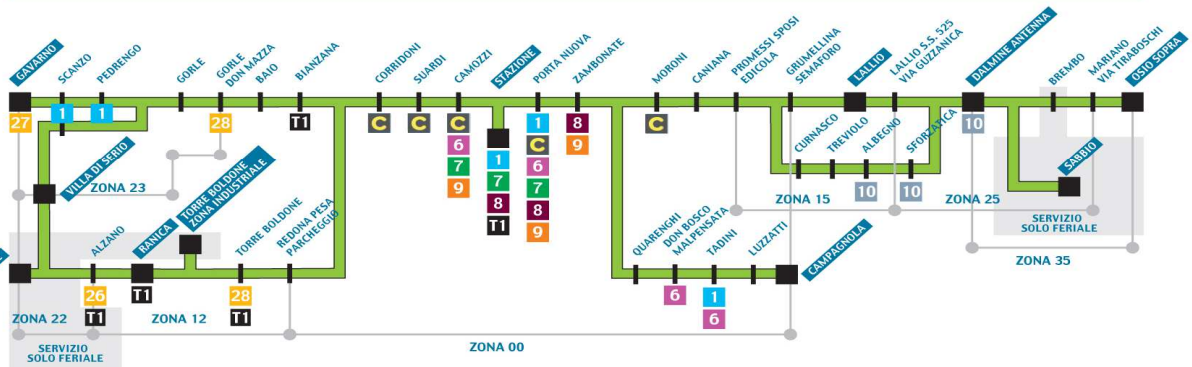 GAVARNO
SCANZO
PEDRENGO
GORLE
GORLE
DON MAZZA
BAIO
BIANZANA
CORRIDONI
SUARDI
CAMOZZI
STAZIONE
PORTA NUOVA
ZAMBONATE
MORONI
CANIANA
PROMESSI SPOSI
EDICOLA
GRUMELLINA
SEMAFORO
LALLIO
LALLIO S.S. 525
VIA GUZZANICA
DALMINE ANTENNA
BREMBO
MARIANO
VIA TIRABOSCHI
OSIO SOPRA
27
1
1
28
T1
C
C
C
6
7
9
1
7
8
T1
1
C
6
7
8
9
8
9
C
10
CURNASCO
TREVIOLO
ALBEGNO
SFORZATICA
10
10
SABBIO
VILLA DI SERIO
ZONA 23
TORRE BOLDONE
ZONA INDUSTRIALE
ZONA 15
ZONA 25
SERVIZIO
SOLO FERIALE
ZONA 35
ALZANO
RANICA
TORRE BOLDONE
REDONA PESA
PARCHEGGIO
QUARENGHI
DON BOSCO
MALPENSATA
TADINI
LUZZATTI
CAMPAGNOLA
26
T1
T1
28
T1
6
1
6
ZONA 22
ZONA 12
ZONA 00
SERVIZIO
SOLO FERIALE